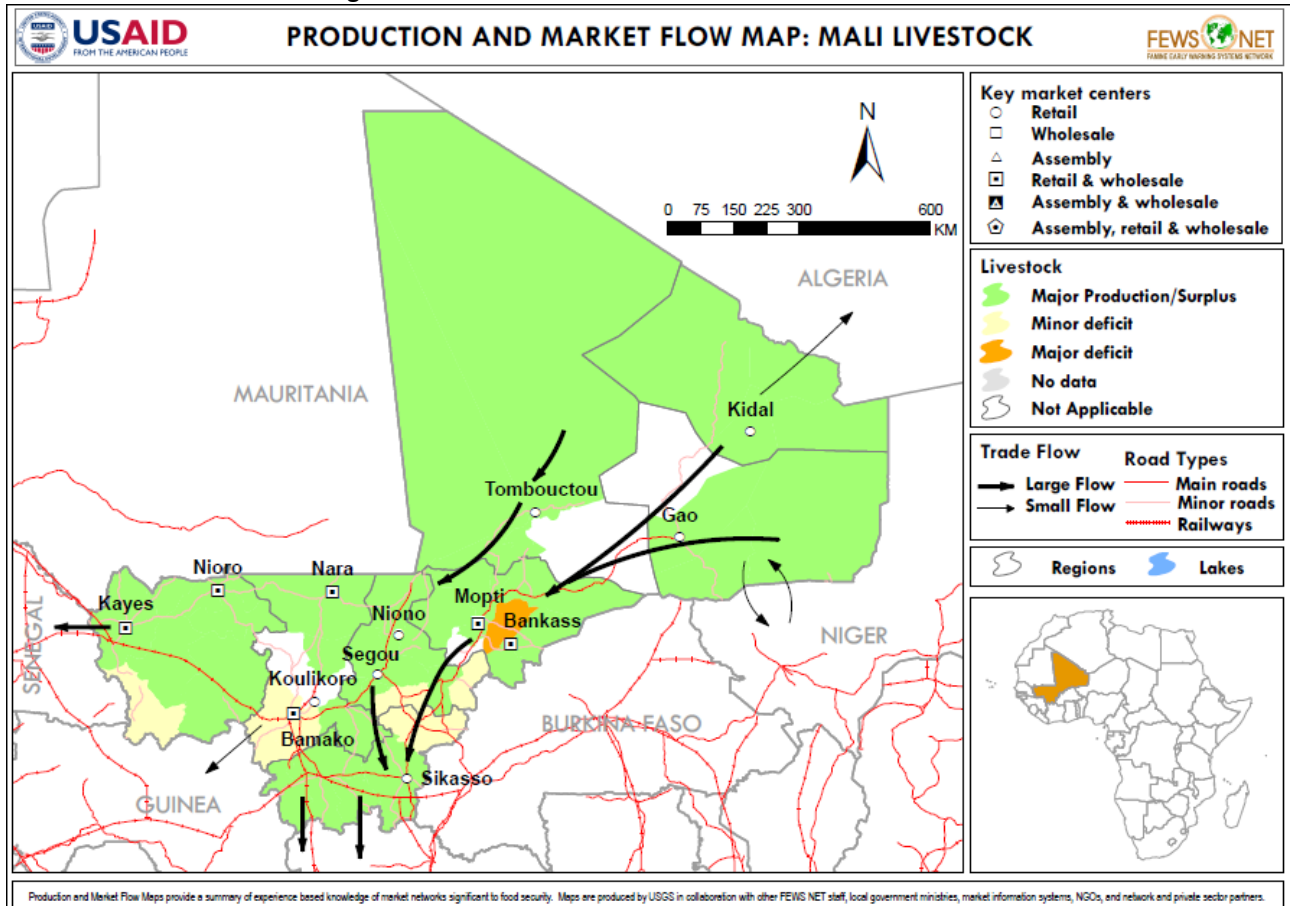 USAID
FROM THE AMERICAN PEOPLE
PRODUCTION AND MARKET FLOW MAP: MALI LIVESTOCK
FEWS NET
FAMINE EARLY WARNING SYSTEMS NETWORK
N
0 75 150 225 300 600
KM
ALGERIA
MAURITANIA
Kidal
Tombouctou
Gao
Nioro
Nara
Mopti
Kayes
Niono
Bankass
NIGER
SENEGAL
Segou
Koulikoro
BURKINA FASO
Bamako
Sikasso
GUINEA
Key market centers
Retail
Wholesale
Assembly
Retail & wholesale
Assembly & wholesale
Assembly, retail & wholesale
Livestock
Major Production/Surplus
Minor deficit
Major deficit
No data
Not Applicable
Trade Flow
Large Flow
Small Flow
Road Types
Main roads
Minor roads
Railways
Regions
Lakes
Production and Market Flow Maps provide a summary of experience based knowledge of market networks significant to food security. Maps are produced by USGS in collaboration with other FEWS NET staff, local government ministries, market information systems, NGOs, and network and private sector partners.